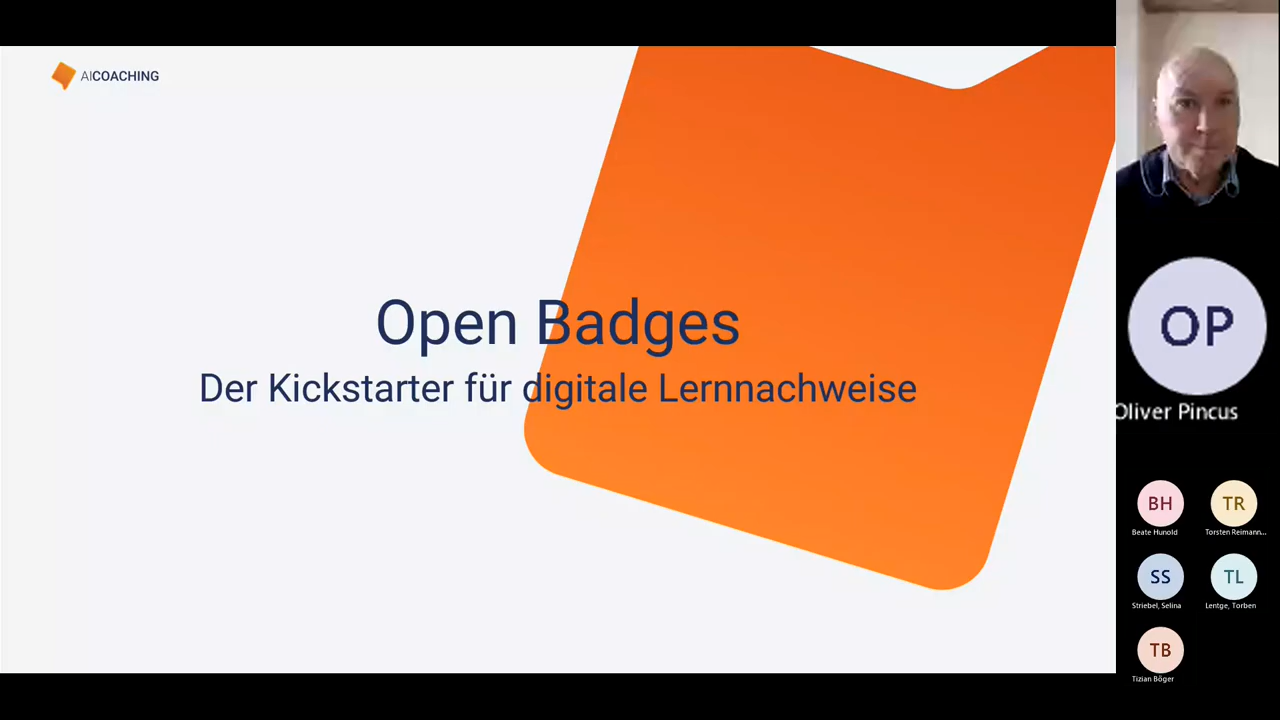 AICOACHING
Open Badges
Der Kickstarter für digitale Lernnachweise
OP
Oliver Pincus
BH
TR
Beate Hunold
Torsten Reimann...
SS
TL
Striebel, Selina
Lentge, Torben
TB
Tizian Böger